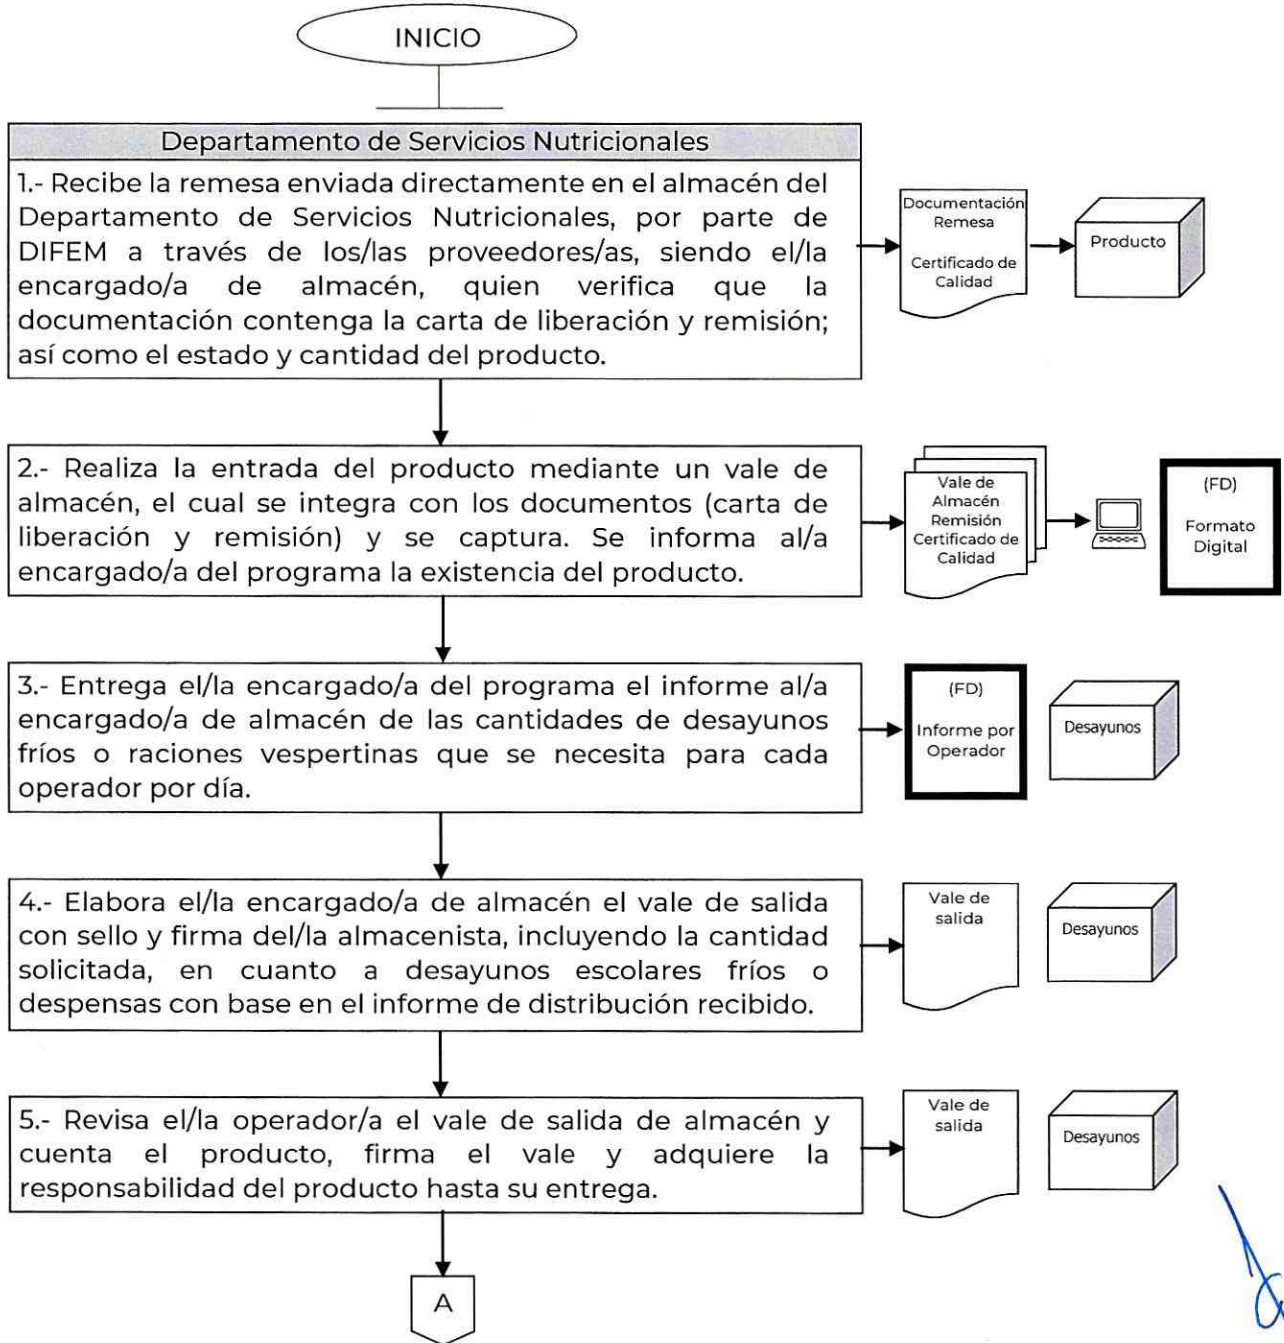 INICIO
Departamento de Servicios Nutricionales
1.- Recibe la remesa enviada directamente en el almacén del
Departamento de Servicios Nutricionales, por parte de
DIFEM a través de los/las proveedores/as, siendo el/la
encargado/a de almacén, quien verifica que la
documentación contenga la carta de liberación y remisión;
así como el estado y cantidad del producto.
Documentación
Remesa
Certificado de
Calidad
Producto
2.- Realiza la entrada del producto mediante un vale de
almacén, el cual se integra con los documentos (carta de
liberación y remisión) y se captura. Se informa al/a
encargado/a del programa la existencia del producto.
Vale de
Almacén
Remisión
Certificado de
Calidad
(FD)
Formato
Digital
3.- Entrega el/la encargado/a del programa el informe al/a
encargado/a de almacén de las cantidades de desayunos
fríos o raciones vespertinas que se necesita para cada
operador por día.
(FD)
Informe por
Operador
Desayunos
4.- Elabora el/la encargado/a de almacén el vale de salida
con sello y firma del/la almacenista, incluyendo la cantidad
solicitada, en cuanto a desayunos escolares fríos o
despensas con base en el informe de distribución recibido.
Vale de
salida
Desayunos
5.- Revisa el/la operador/a el vale de salida de almacén y
cuenta el producto, firma el vale y adquiere la
responsabilidad del producto hasta su entrega.
Vale de
salida
Desayunos
A